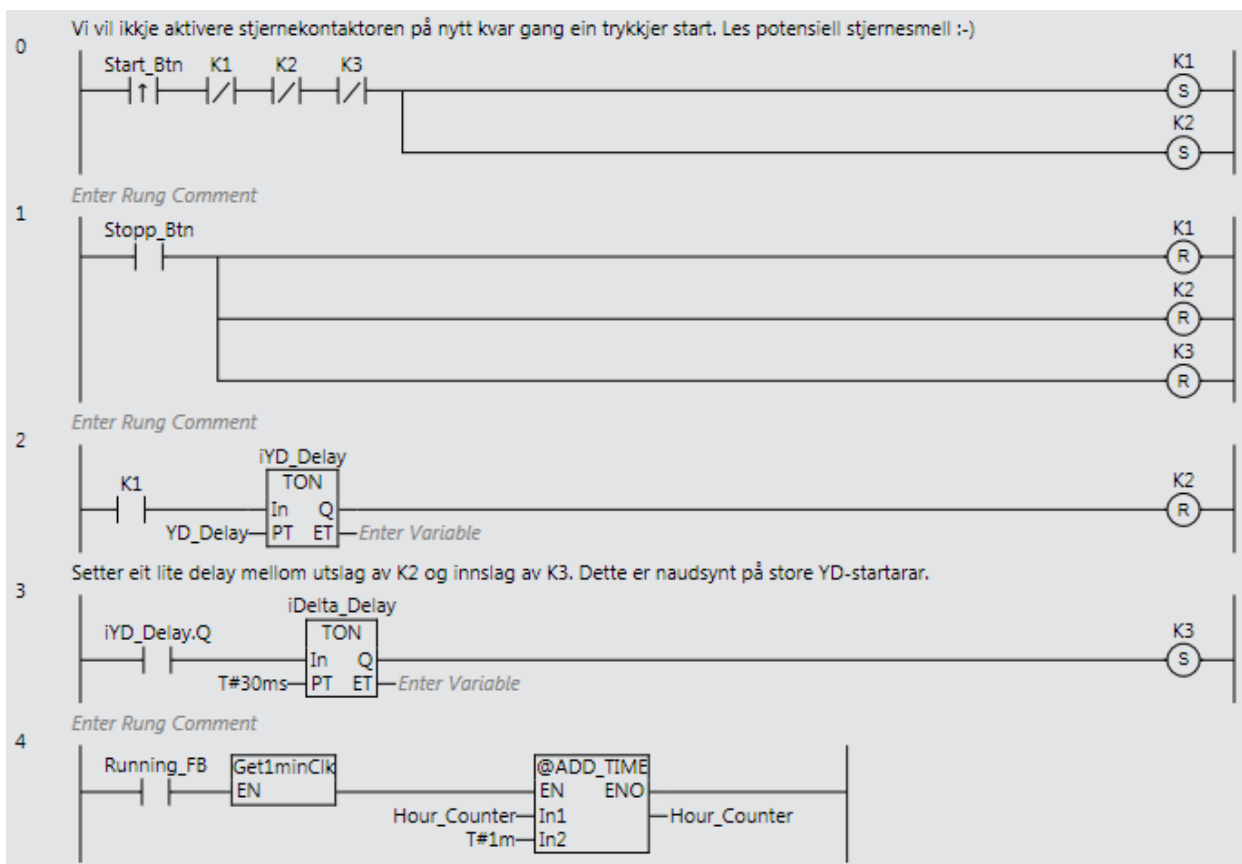 Vi vil ikkje aktivere stjernekontaktoren på nytt kvar gang ein trykkjer start. Les potensiell stjernesmell :-)
0
Start_Btn K1 K2 K3 K1
S
K2
S
Enter Rung Comment
1
Stopp_Btn K1
R
K2
R
K3
R
Enter Rung Comment
2
iYD_Delay
K1 TON K2
In Q R
YD_Delay PT ET Enter Variable
Setter eit lite delay mellom utslag av K2 og innslag av K3. Dette er naudsynt på store YD-startarar.
3
iDelta_Delay
iYD_Delay.Q TON K3
In Q S
T#30ms PT ET Enter Variable
Enter Rung Comment
4
Running_FB Get1minClk @ADD_TIME
EN EN ENO
Hour_Counter In1 Hour_Counter
T#1m In2